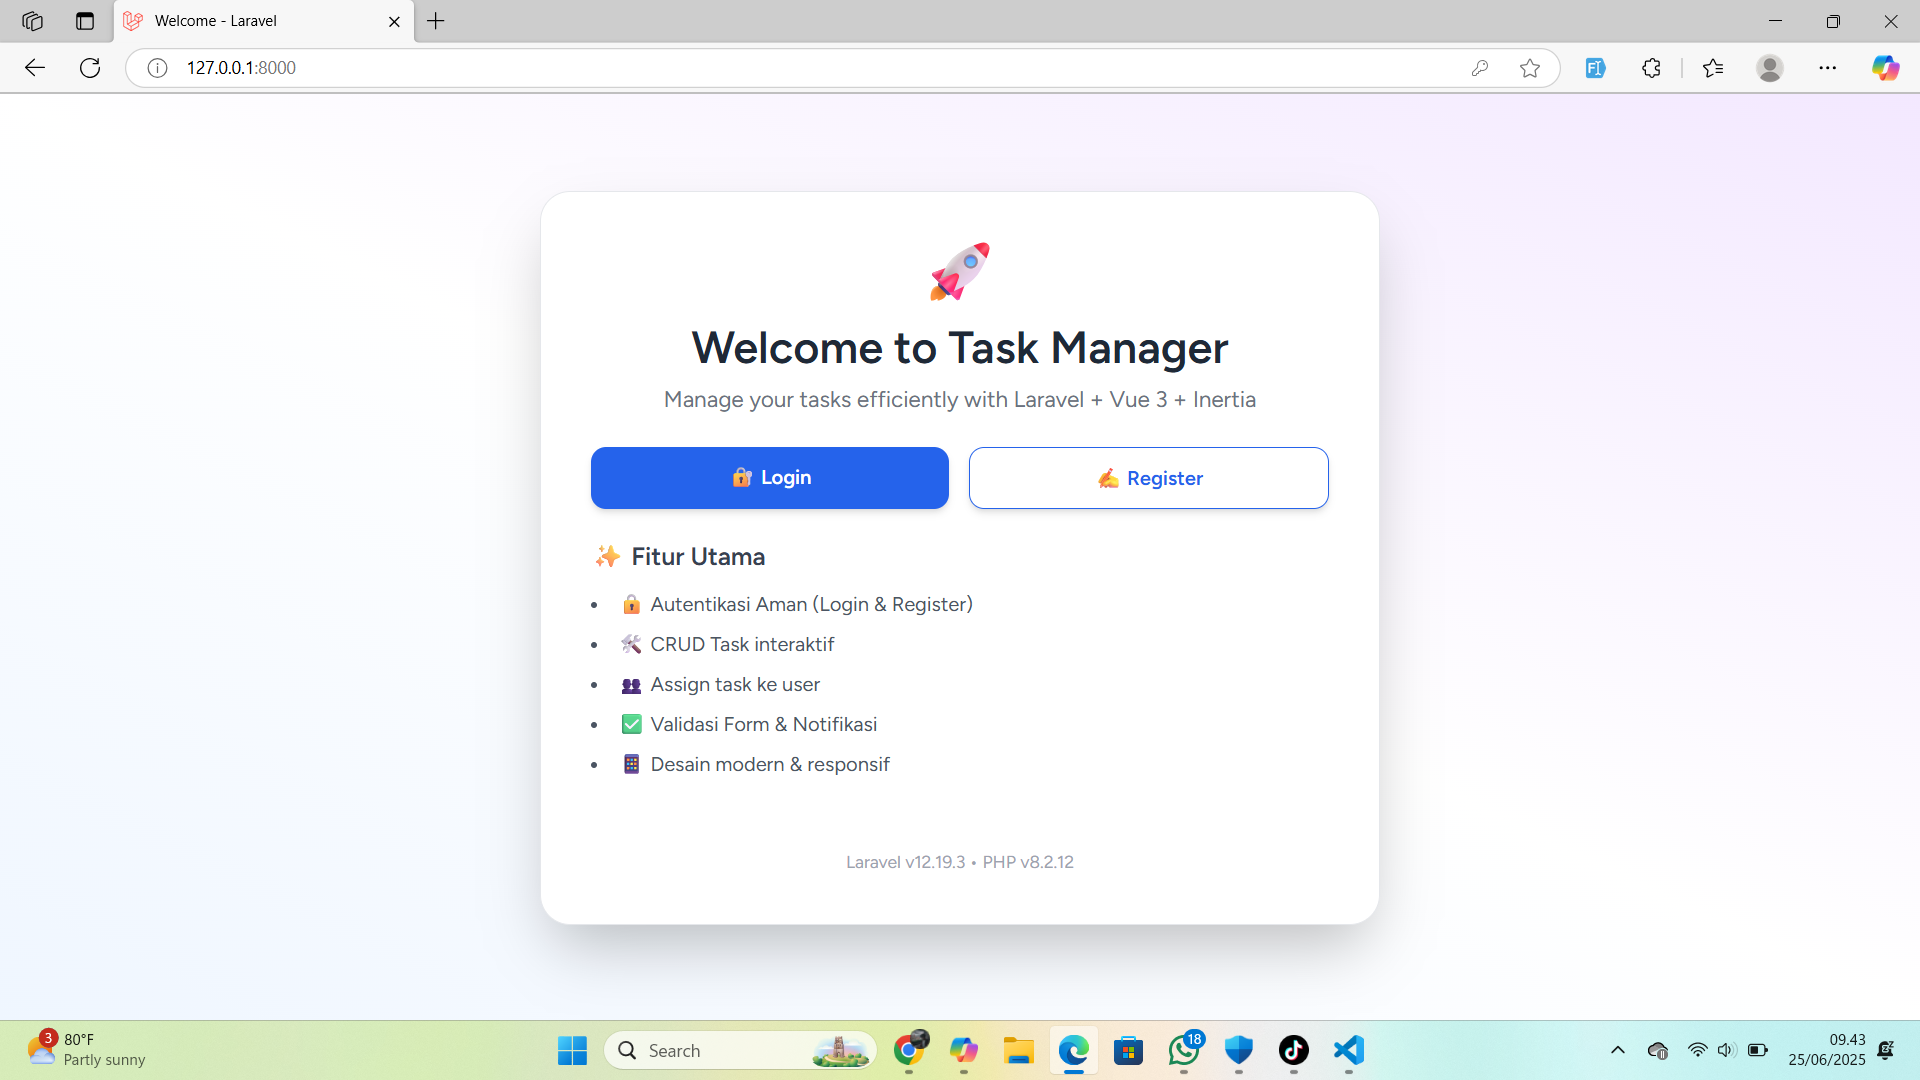 Welcome - Laravel
127.0.0.1:8000
Welcome to Task Manager
Manage your tasks efficiently with Laravel + Vue 3 + Inertia
Login
Register
Fitur Utama
• Autentikasi Aman (Login & Register)
• CRUD Task interaktif
• Assign task ke user
• Validasi Form & Notifikasi
• Desain modern & responsif
Laravel v12.19.3 • PHP v8.2.12
3
80°F
Partly sunny
Search
18
09.43
25/06/2025